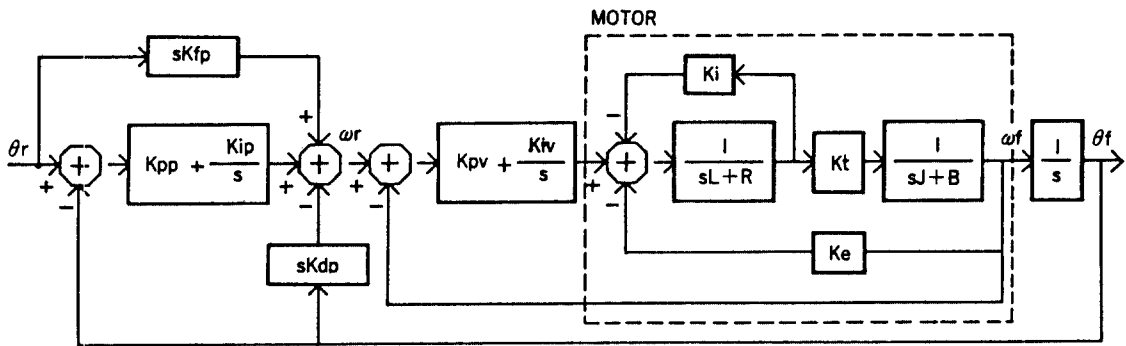 MOTOR
sKfp
Ki
θr
+
+
−
Kpp + Kip/s
+
+
−
ωr
+
+
−
Kpv + Kiv/s
+
+
−
−
1/sL+R
Kt
1/sJ+B
ωf
1/s
θf
sKdp
Ke